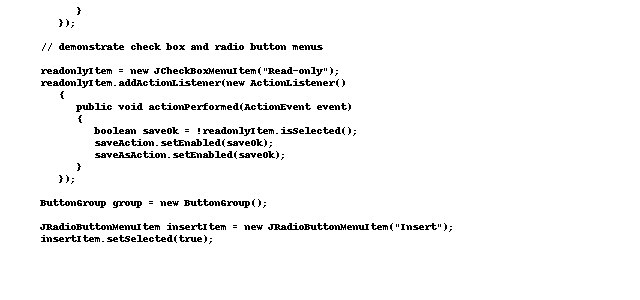 }
});
// demonstrate check box and radio button menus
readonlyItem = new JCheckBoxMenuItem("Read-only");
readonlyItem.addActionListener(new ActionListener()
{
public void actionPerformed(ActionEvent event)
{
boolean saveOk = !readonlyItem.isSelected();
saveAction.setEnabled(saveOk);
saveAsAction.setEnabled(saveOk);
}
});
ButtonGroup group = new ButtonGroup();
JRadioButtonMenuItem insertItem = new JRadioButtonMenuItem("Insert");
insertItem.setSelected(true);